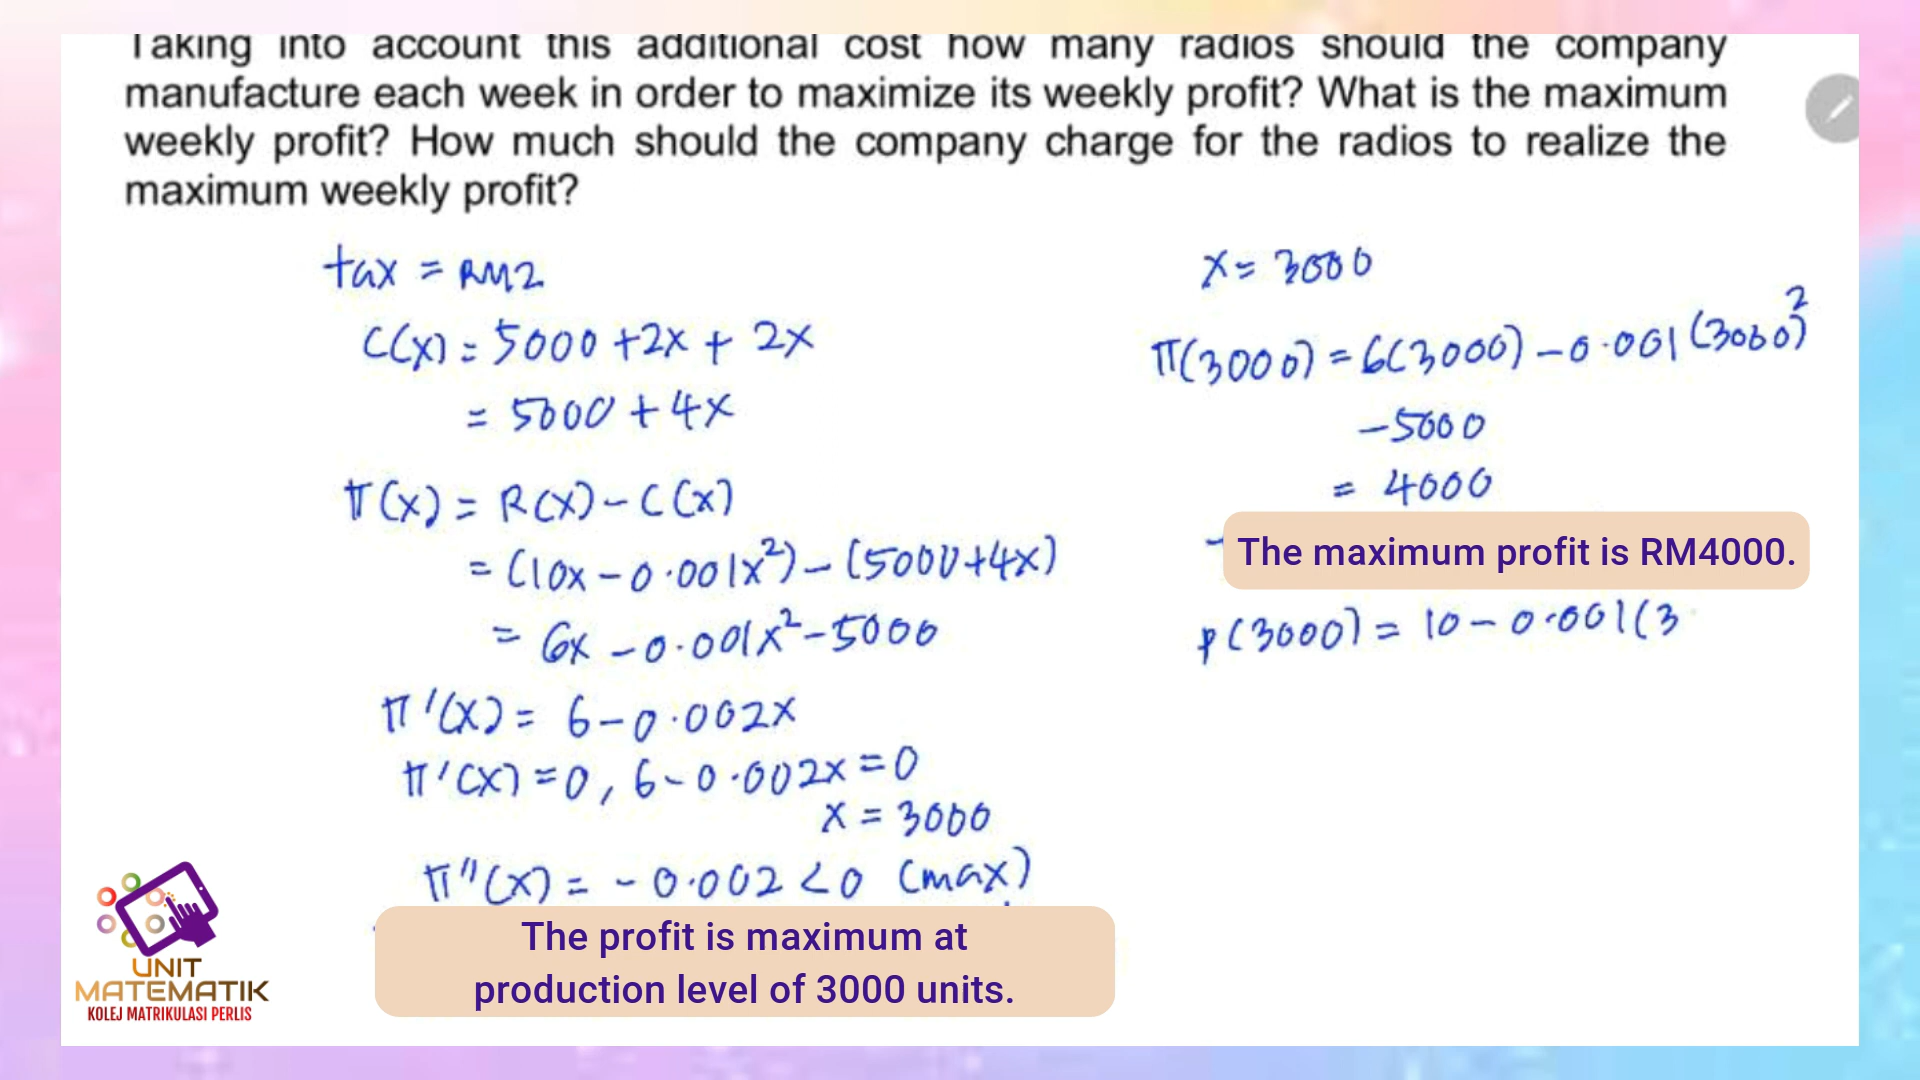 Taking into account this additional cost how many radios should the company
manufacture each week in order to maximize its weekly profit? What is the maximum
weekly profit? How much should the company charge for the radios to realize the
maximum weekly profit?
tax = RM2
C(x) = 5000 + 2x + 2x
= 5000 + 4x
π(x) = R(x) - C(x)
= (10x - 0.001x²) - (5000+4x)
= 6x - 0.001x² - 5000
π'(x) = 6 - 0.002x
π'(x) = 0, 6 - 0.002x = 0
x = 3000
π''(x) = -0.002 < 0 (max)
The profit is maximum at
production level of 3000 units.
x = 3000
π(3000) = 6(3000) - 0.001(3000)²
-5000
= 4000
The maximum profit is RM4000.
p(3000) = 10 - 0.001(3
UNIT
MATEMATIK
KOLEJ MATRIKULASI PERLIS